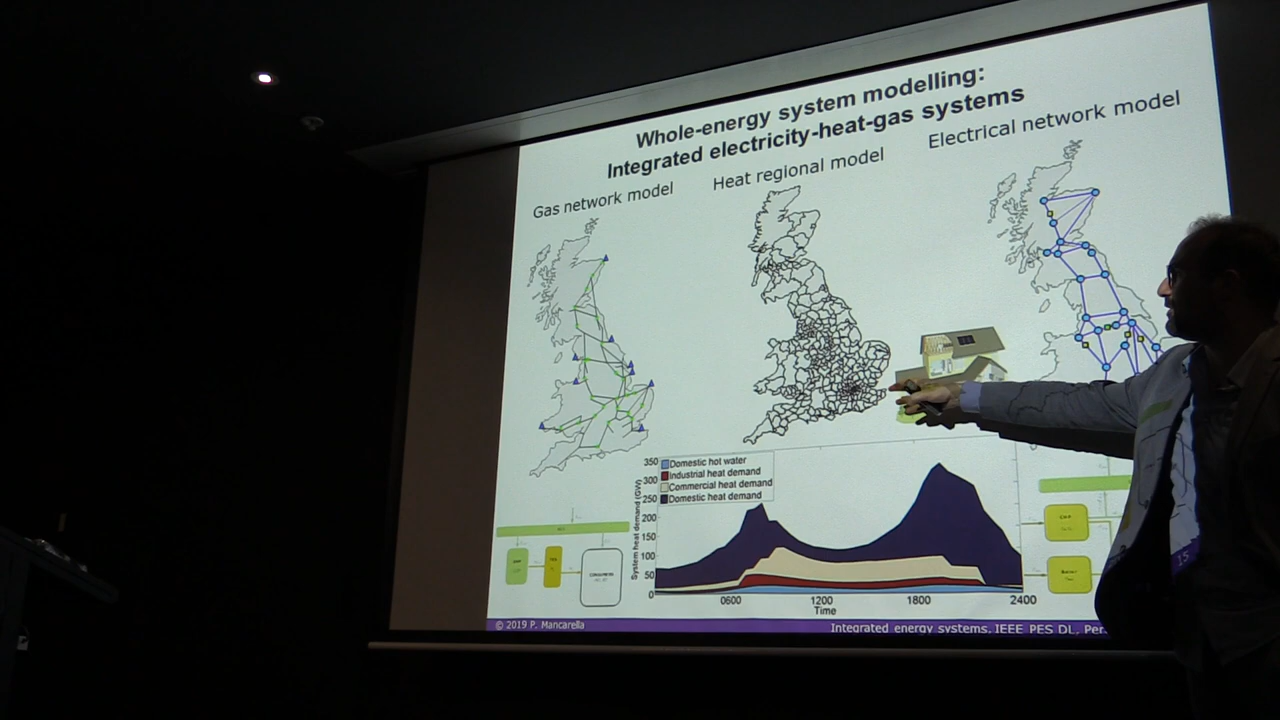 Whole-energy system modelling:
Integrated electricity-heat-gas systems
Gas network model
Heat regional model
Electrical network model
350
300
250
200
150
100
50
0
System heat demand (GW)
Domestic hot water
Industrial heat demand
Commercial heat demand
Domestic heat demand
0600
1200
1800
2400
Time
© 2019 P. Mancarella
Integrated energy systems, IEEE PES DL, Per
15